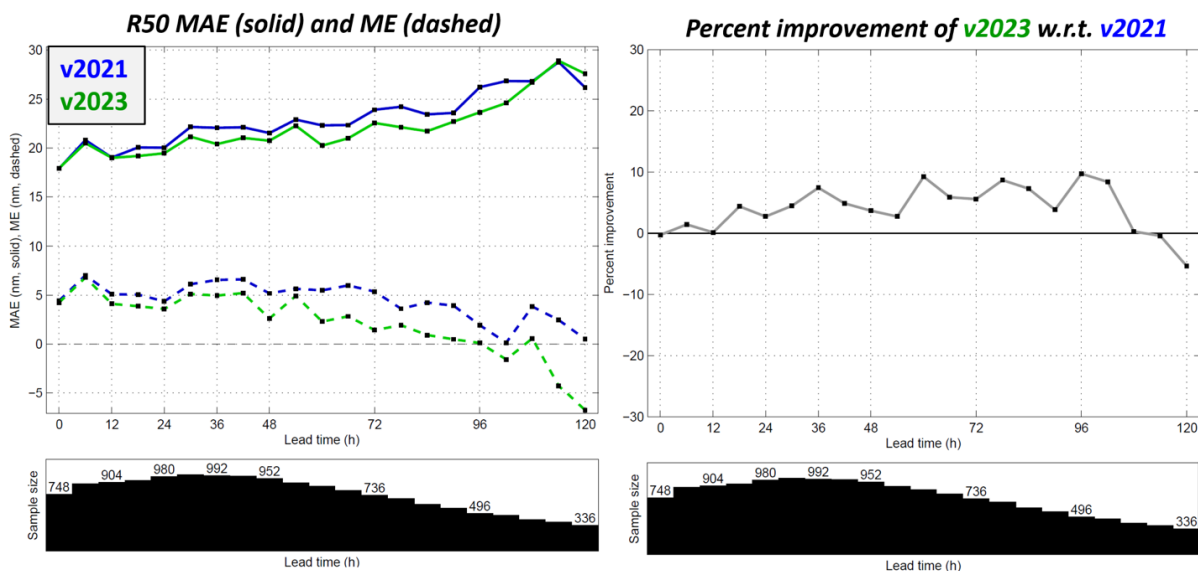 R50 MAE (solid) and ME (dashed)
v2021
v2023
MAE (nm, solid), ME (nm, dashed)
30
25
20
15
10
5
0
−5
0 12 24 36 48 72 96 120
Lead time (h)
Sample size
748 904 980 992 952 736 496 336
Lead time (h)
Percent improvement of v2023 w.r.t. v2021
Percent improvement
30
20
10
0
−10
−20
−30
0 12 24 36 48 72 96 120
Lead time (h)
Sample size
748 904 980 992 952 736 496 336
Lead time (h)